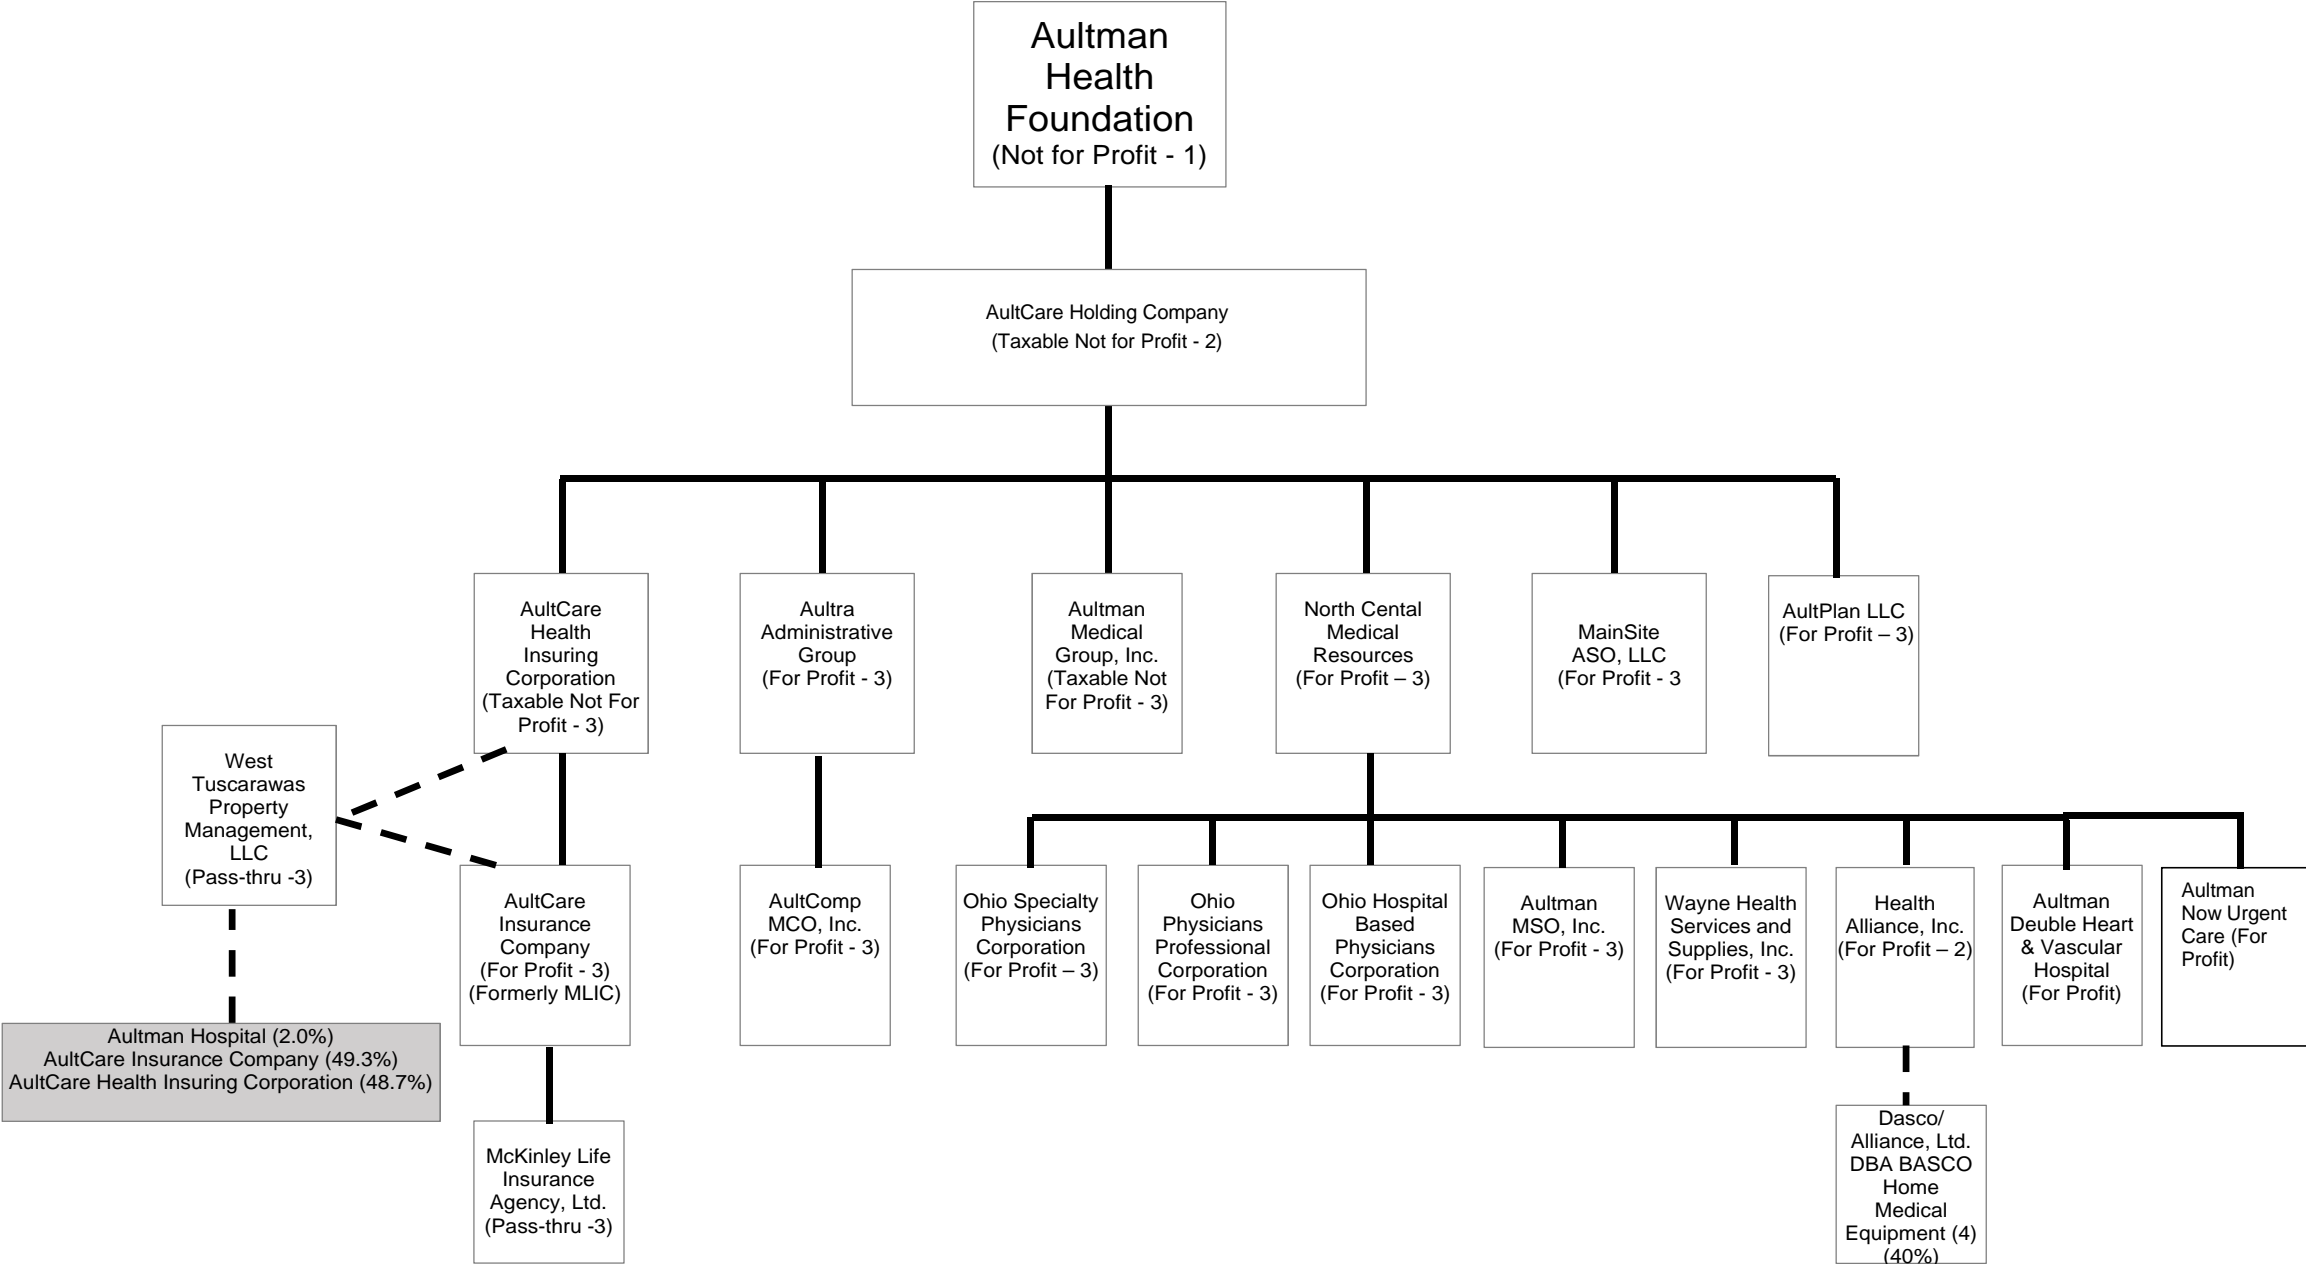 Aultman
Health
Foundation
(Not for Profit - 1)
AultCare Holding Company
(Taxable Not for Profit - 2)
AultCare
Health
Insuring
Corporation
(Taxable Not For
Profit - 3)
Aultra
Administrative
Group
(For Profit - 3)
Aultman
Medical
Group, Inc.
(Taxable Not
For Profit - 3)
North Cental
Medical
Resources
(For Profit – 3)
MainSite
ASO, LLC
(For Profit - 3
AultPlan LLC
(For Profit – 3)
West
Tuscarawas
Property
Management,
LLC
(Pass-thru -3)
AultCare
Insurance
Company
(For Profit - 3)
(Formerly MLIC)
AultComp
MCO, Inc.
(For Profit - 3)
Ohio Specialty
Physicians
Corporation
(For Profit – 3)
Ohio
Physicians
Professional
Corporation
(For Profit - 3)
Ohio Hospital
Based
Physicians
Corporation
(For Profit - 3)
Aultman
MSO, Inc.
(For Profit - 3)
Wayne Health
Services and
Supplies, Inc.
(For Profit - 3)
Health
Alliance, Inc.
(For Profit – 2)
Aultman
Deuble Heart
& Vascular
Hospital
(For Profit)
Aultman
Now Urgent
Care (For
Profit)
Aultman Hospital (2.0%)
AultCare Insurance Company (49.3%)
AultCare Health Insuring Corporation (48.7%)
McKinley Life
Insurance
Agency, Ltd.
(Pass-thru -3)
Dasco/
Alliance, Ltd.
DBA BASCO
Home
Medical
Equipment (4)
(40%)